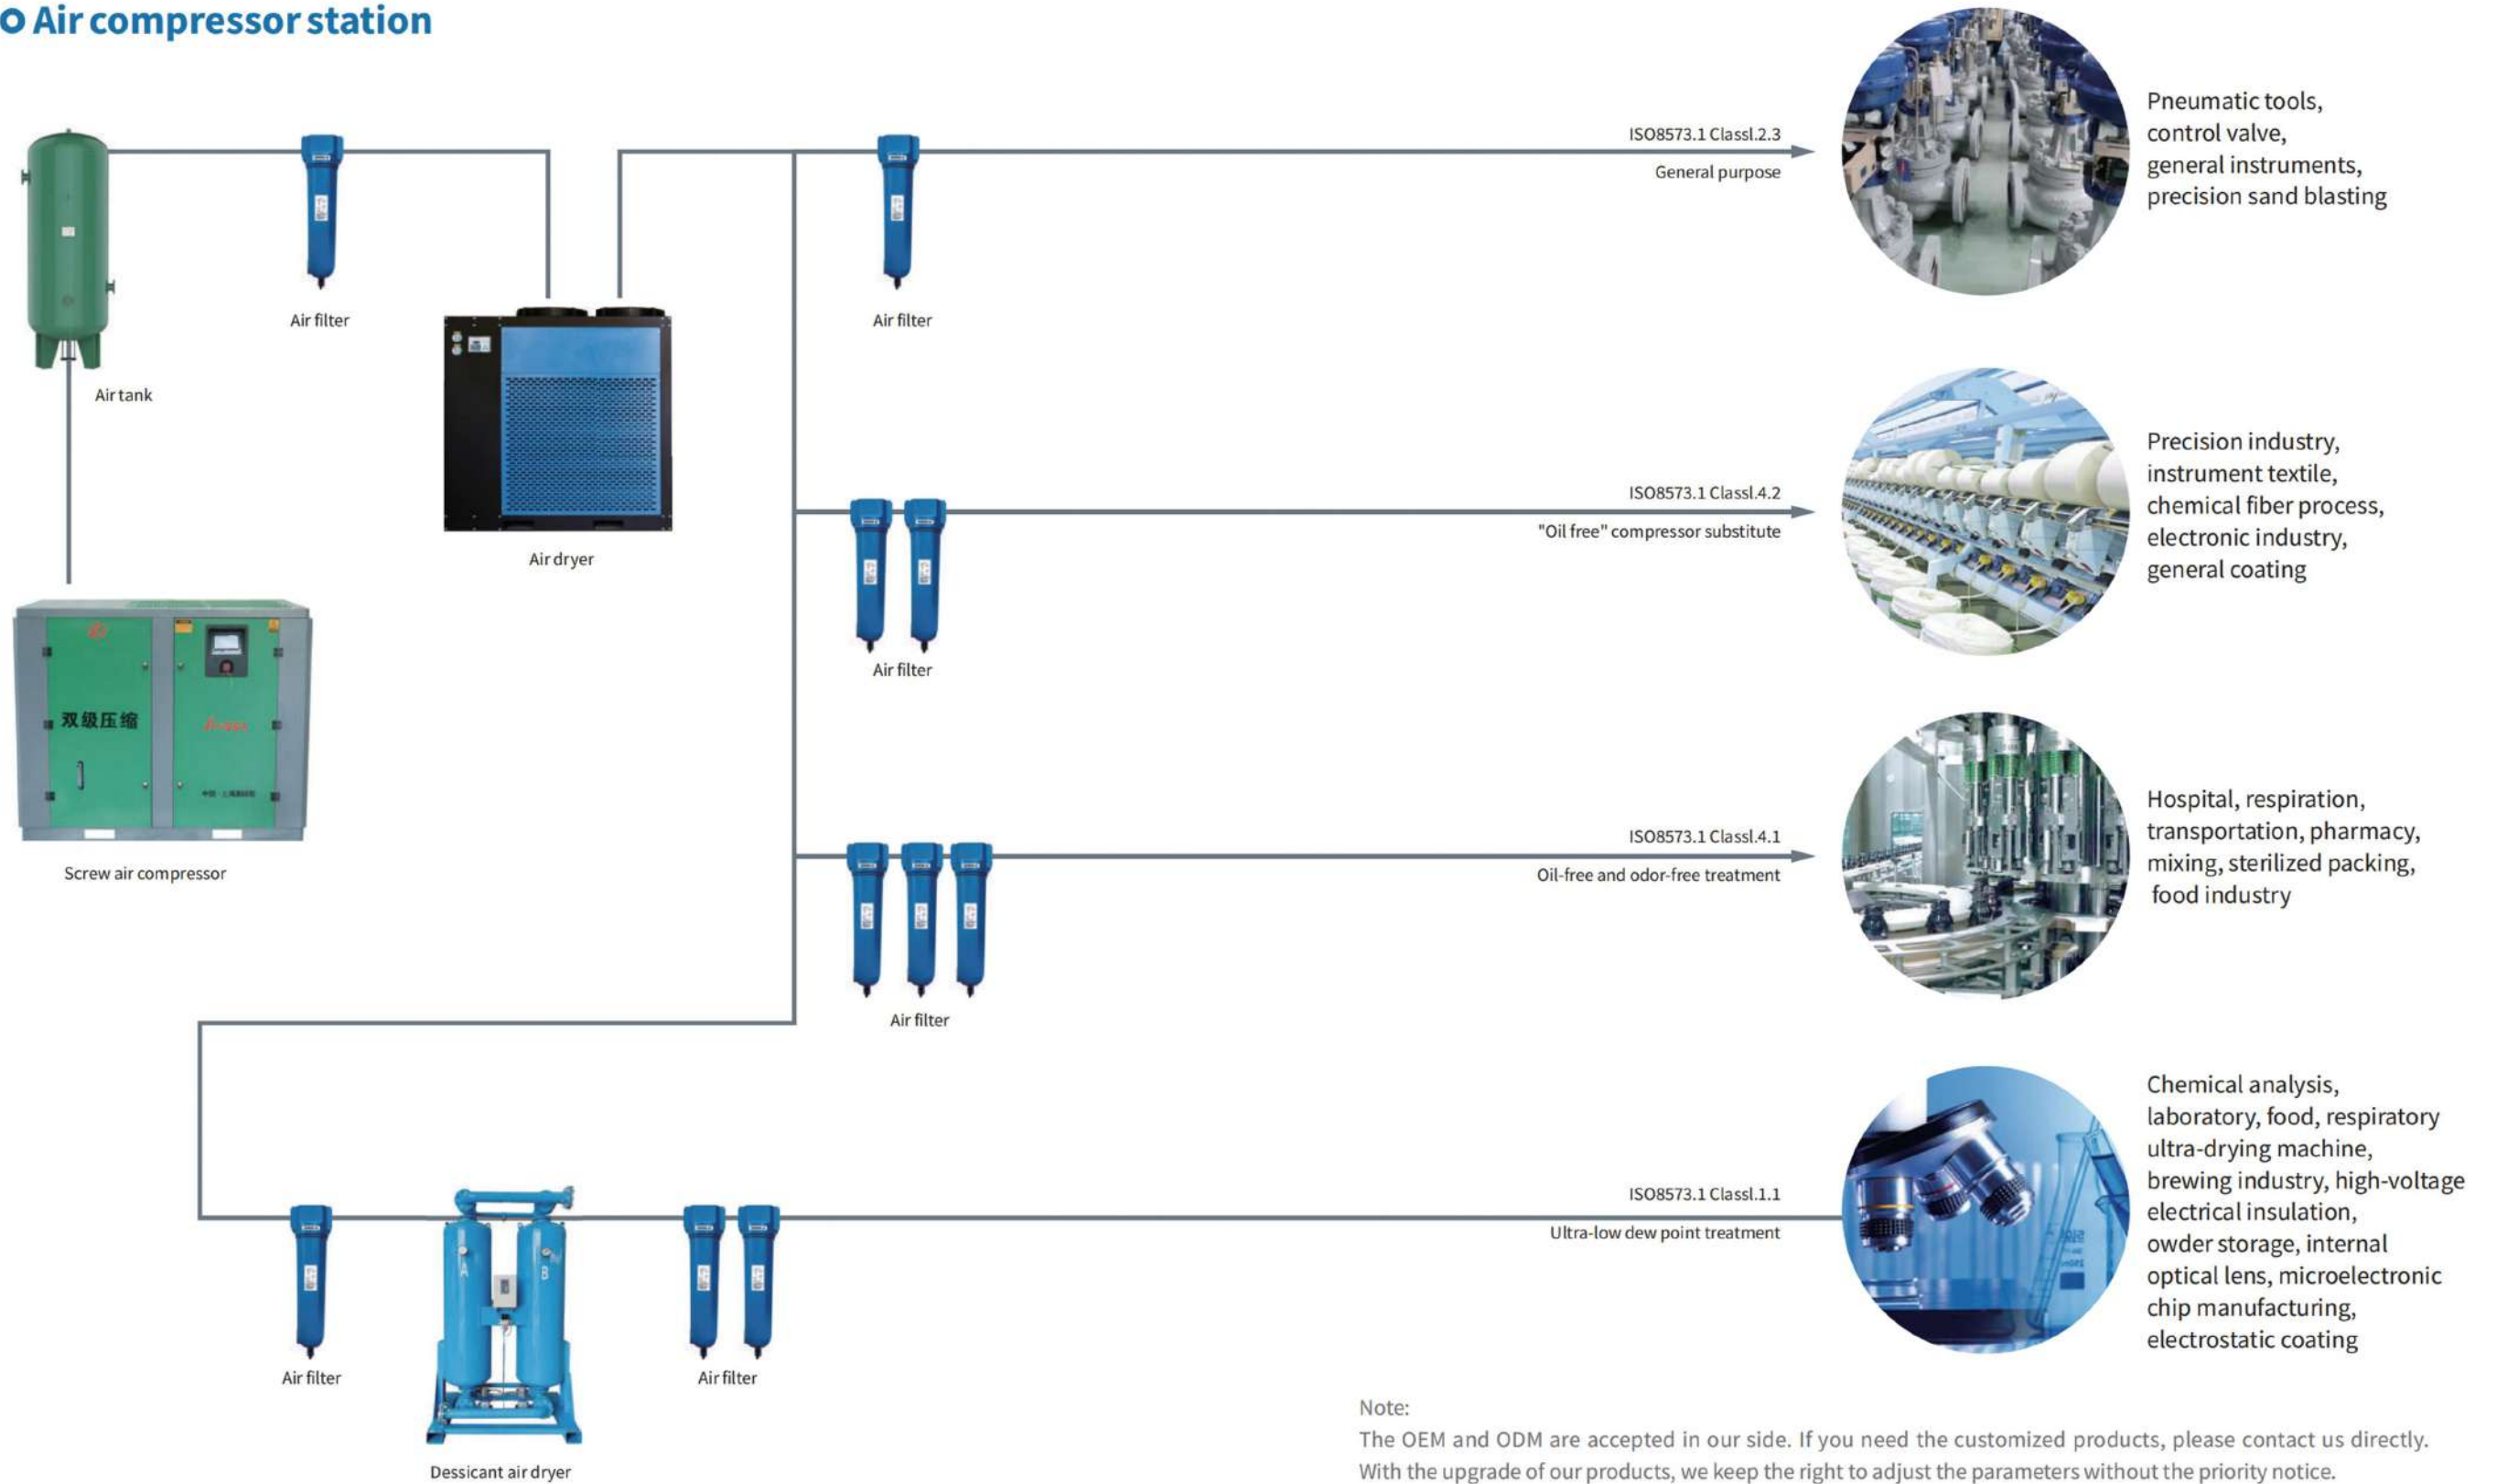 Air compressor station
ISO8573.1 Classl.2.3
General purpose
Pneumatic tools,
control valve,
general instruments,
precision sand blasting
Air filter
Air filter
Air tank
Air dryer
ISO8573.1 Classl.4.2
"Oil free" compressor substitute
Precision industry,
instrument textile,
chemical fiber process,
electronic industry,
general coating
Air filter
双级压缩
Screw air compressor
ISO8573.1 Classl.4.1
Oil-free and odor-free treatment
Hospital, respiration,
transportation, pharmacy,
mixing, sterilized packing,
food industry
Air filter
ISO8573.1 Classl.1.1
Ultra-low dew point treatment
Chemical analysis,
laboratory, food, respiratory
ultra-drying machine,
brewing industry, high-voltage
electrical insulation,
owder storage, internal
optical lens, microelectronic
chip manufacturing,
electrostatic coating
A
B
Air filter
Air filter
Dessicant air dryer
Note:
The OEM and ODM are accepted in our side. If you need the customized products, please contact us directly.
With the upgrade of our products, we keep the right to adjust the parameters without the priority notice.